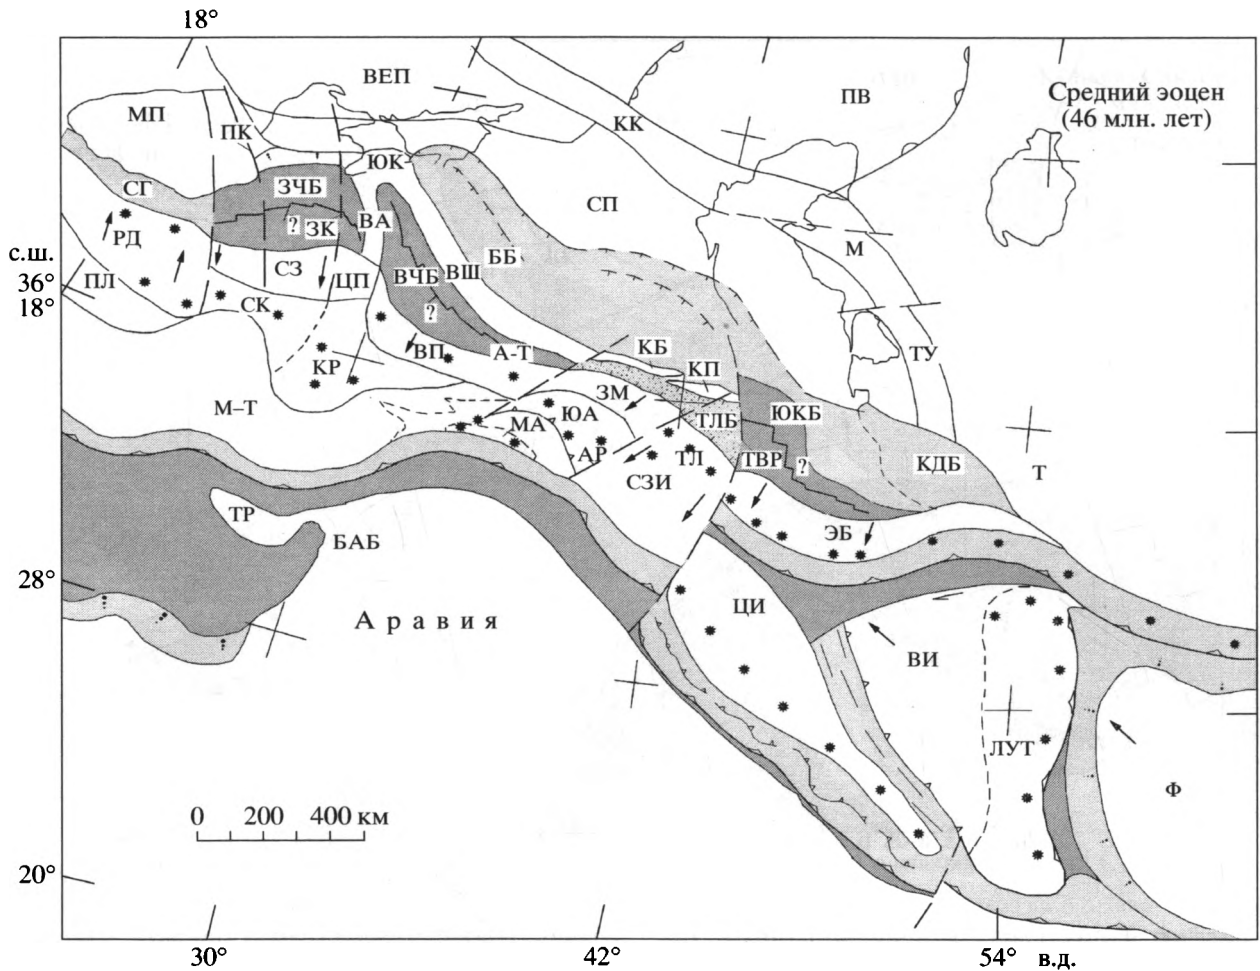 18°
ВЕП
ПВ
Средний эоцен
(46 млн. лет)
МП
ПК
КК
ЮК
СГ
ЗЧБ
СП
? ЗК
ВА
РД
М
с.ш.
36°
18°
ПЛ
СЗ
ЦП
ВЧБ
ВШ
ББ
СК
?
КБ
ТУ
ВП
А-Т
КП
КР
ЗМ
М–Т
МА
ЮА
ТЛБ
ЮКБ
АР
ТЛ
ТВР
?
КДБ
Т
СЗИ
ТР
ЭБ
БАБ
28°
ЦИ
Аравия
ВИ
ЛУТ
Ф
0 200 400 км
20°
30°
42°
54°
в.д.